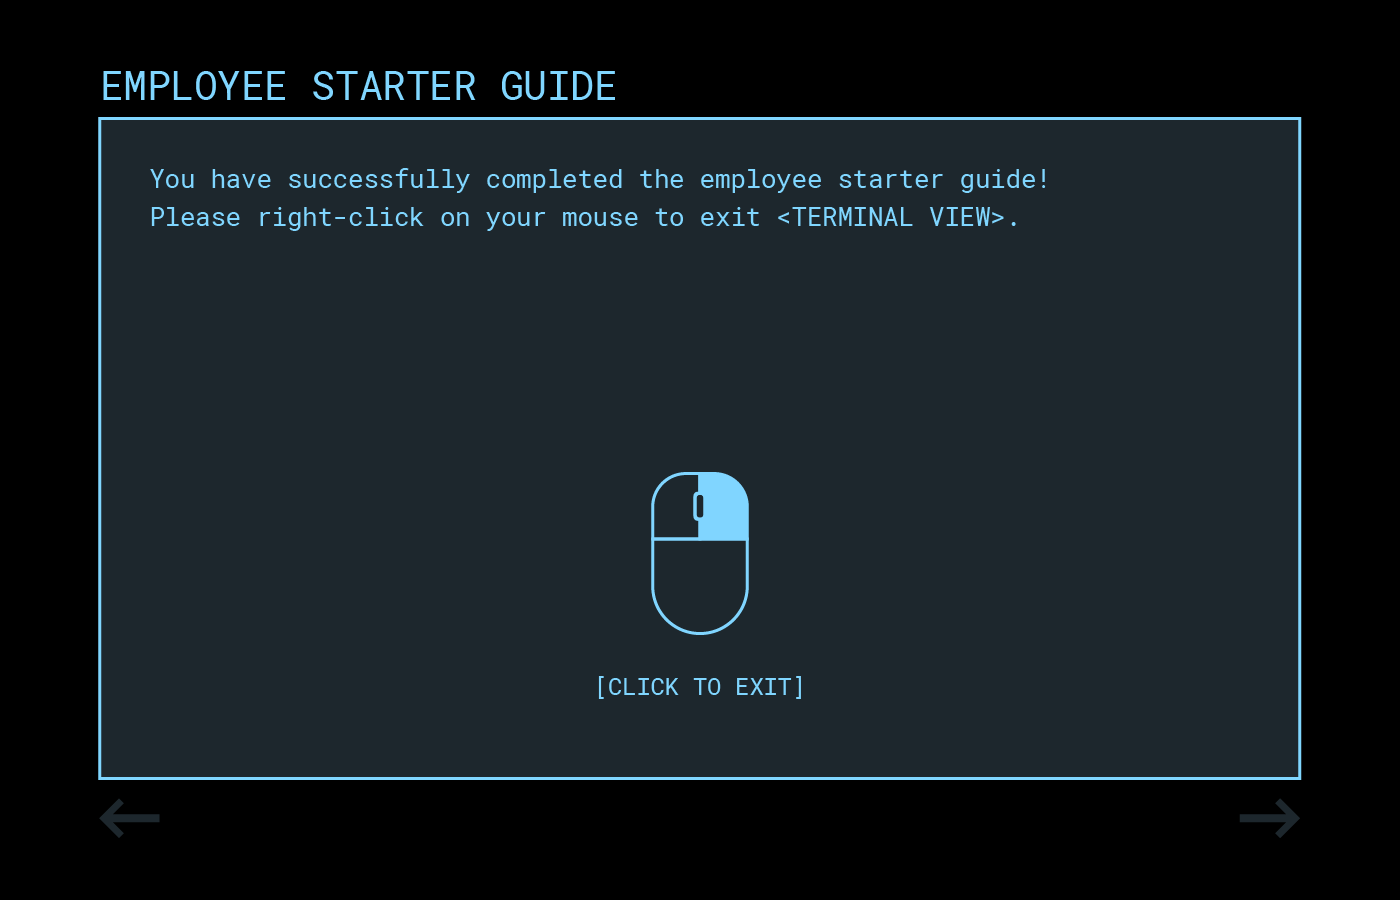 EMPLOYEE STARTER GUIDE
You have successfully completed the employee starter guide!
Please right-click on your mouse to exit <TERMINAL VIEW>.
[CLICK TO EXIT]